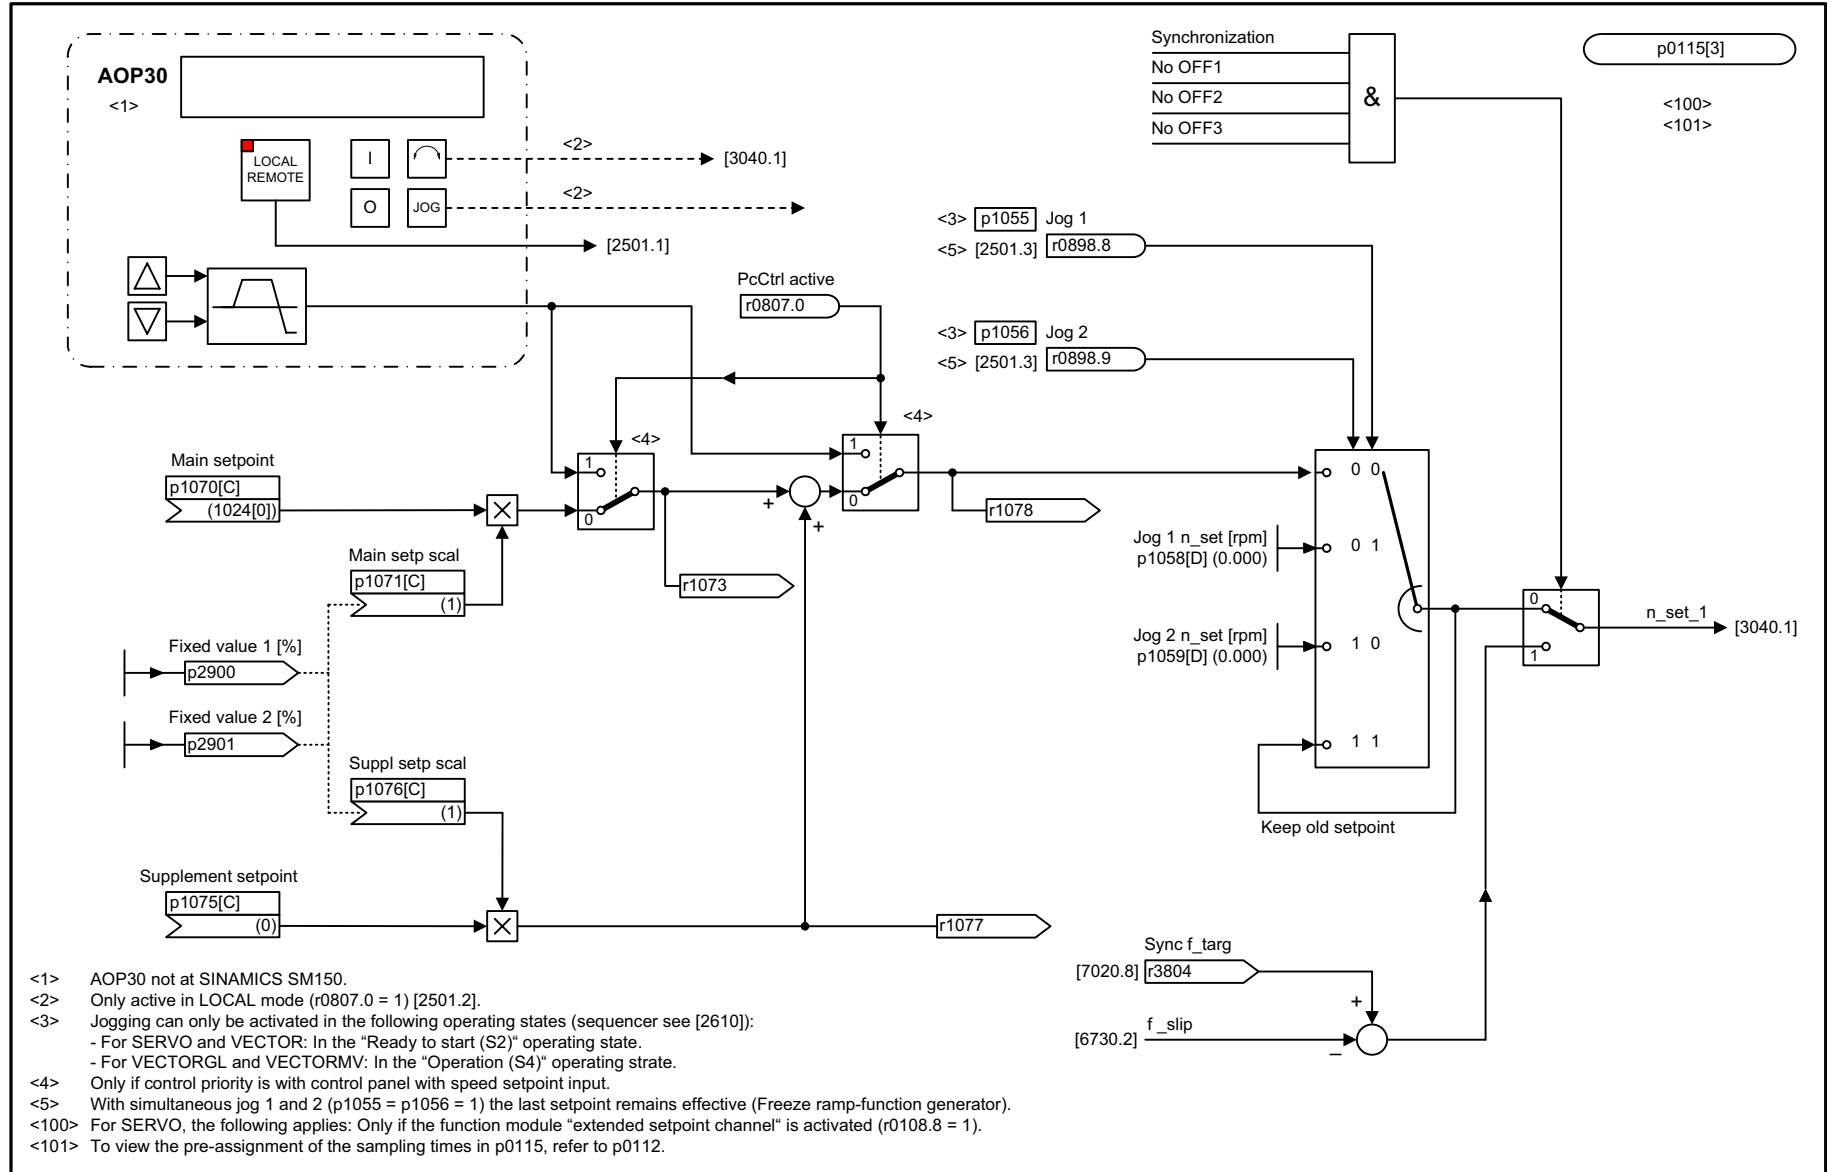 AOP30
<1>
LOCAL
REMOTE
I
O
JOG
<2>
[3040.1]
<2>
[2501.1]
Synchronization
No OFF1
No OFF2
No OFF3
&
p0115[3]
<100>
<101>
<3> p1055 Jog 1
<5> [2501.3] r0898.8
PcCtrl active
r0807.0
<3> p1056 Jog 2
<5> [2501.3] r0898.9
<4>
<4>
Main setpoint
p1070[C]
(1024[0])
1
0
+
+
1
0
r1078
r1073
Main setp scal
p1071[C]
(1)
Fixed value 1 [%]
p2900
Fixed value 2 [%]
p2901
Suppl setp scal
p1076[C]
(1)
Supplement setpoint
p1075[C]
(0)
r1077
0 0
Jog 1 n_set [rpm]
p1058[D] (0.000)
0 1
Jog 2 n_set [rpm]
p1059[D] (0.000)
1 0
1 1
Keep old setpoint
0
1
n_set_1
[3040.1]
Sync f_targ
[7020.8] r3804
+
f _slip
[6730.2]
–
<1> AOP30 not at SINAMICS SM150.
<2> Only active in LOCAL mode (r0807.0 = 1) [2501.2].
<3> Jogging can only be activated in the following operating states (sequencer see [2610]):
- For SERVO and VECTOR: In the “Ready to start (S2)“ operating state.
- For VECTORGL and VECTORMV: In the “Operation (S4)“ operating strate.
<4> Only if control priority is with control panel with speed setpoint input.
<5> With simultaneous jog 1 and 2 (p1055 = p1056 = 1) the last setpoint remains effective (Freeze ramp-function generator).
<100> For SERVO, the following applies: Only if the function module “extended setpoint channel“ is activated (r0108.8 = 1).
<101> To view the pre-assignment of the sampling times in p0115, refer to p0112.